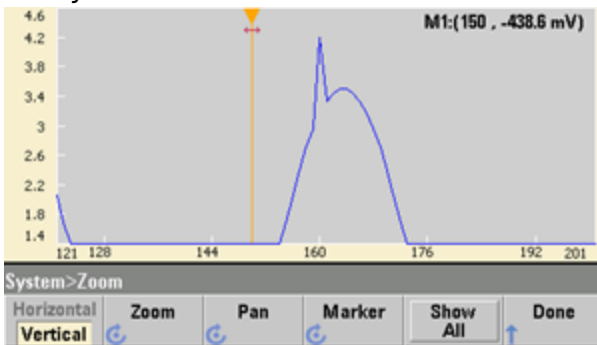 M1:(150 , -438.6 mV)
4.6
4.2
3.8
3.4
3
2.6
2.2
1.8
1.4
121 128 144 160 176 192 201
System>Zoom
Horizontal
Vertical
Zoom
Pan
Marker
Show
All
Done